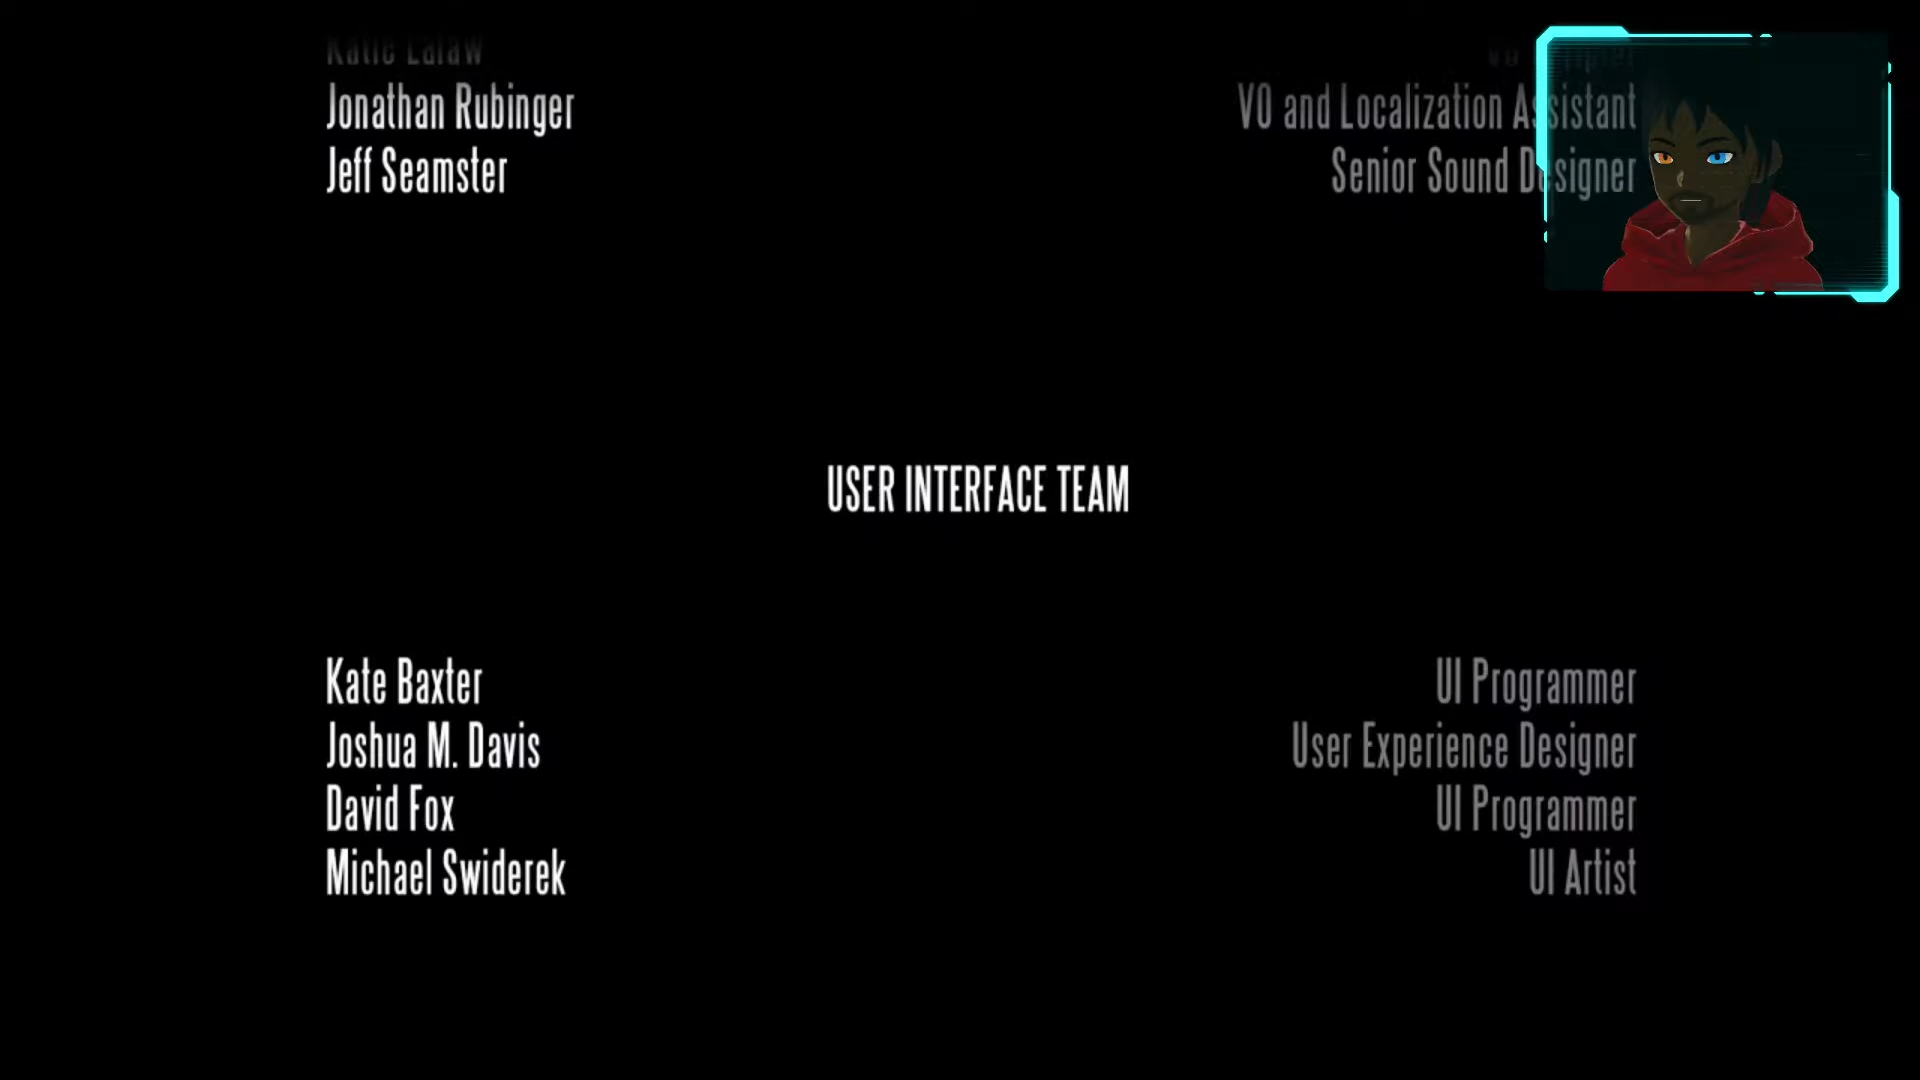 Jonathan Rubinger VO and Localization Assistant
Jeff Seamster Senior Sound Designer
USER INTERFACE TEAM
Kate Baxter UI Programmer
Joshua M. Davis User Experience Designer
David Fox UI Programmer
Michael Swiderek UI Artist